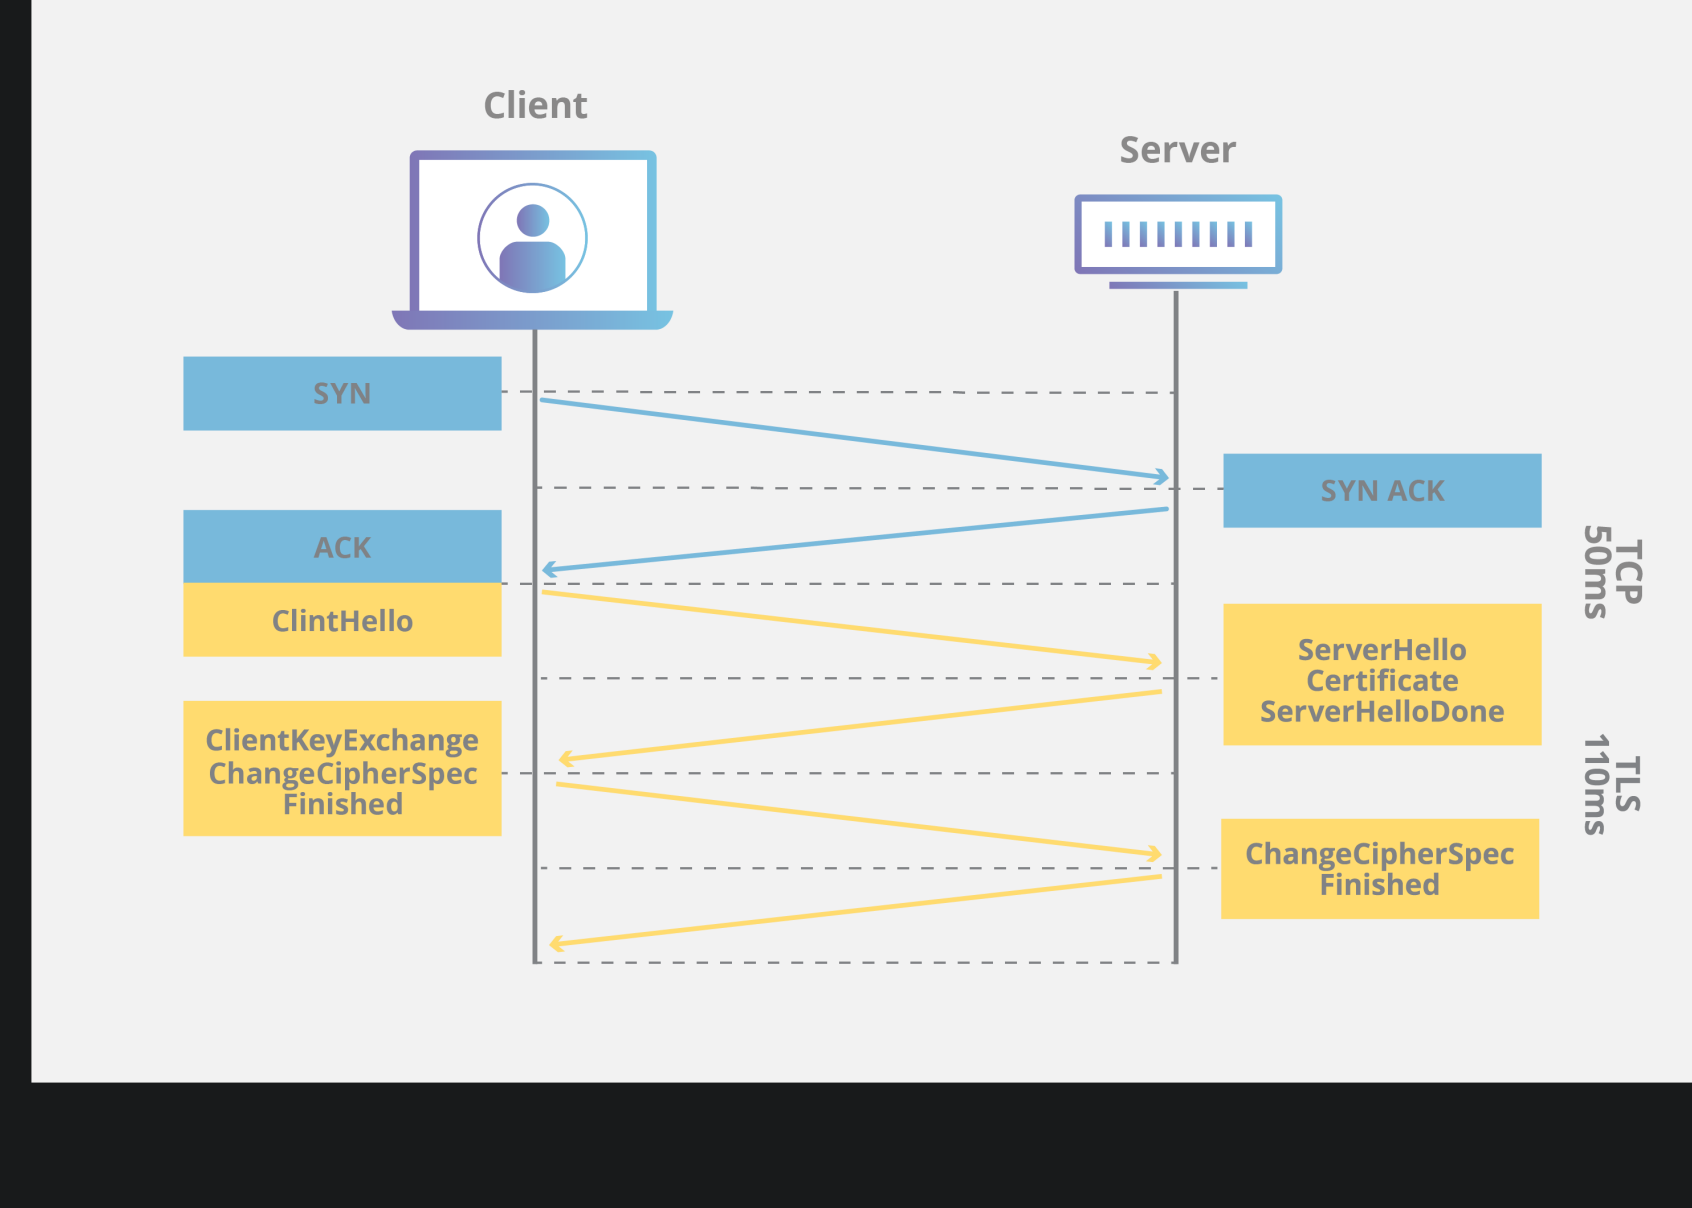 Client
Server
SYN
SYN ACK
ACK
ClintHello
TCP
50ms
ServerHello
Certificate
ServerHelloDone
ClientKeyExchange
ChangeCipherSpec
Finished
TLS
110ms
ChangeCipherSpec
Finished